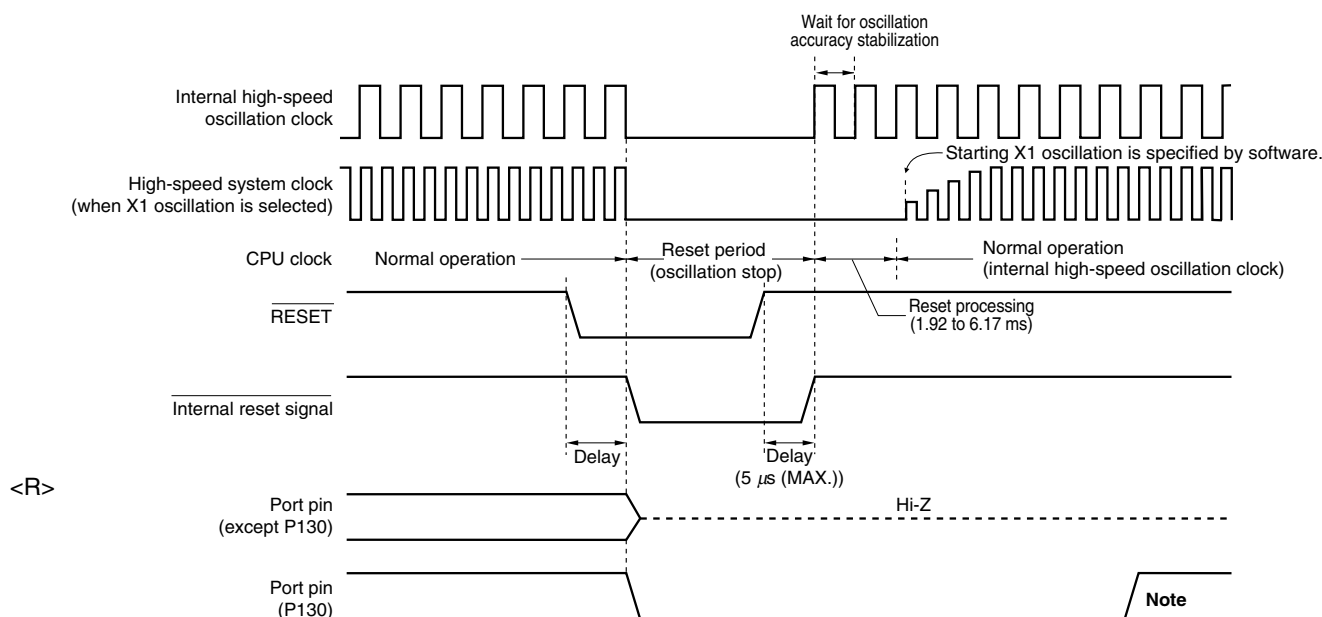 Wait for oscillation
accuracy stabilization
Internal high-speed
oscillation clock
Starting X1 oscillation is specified by software.
High-speed system clock
(when X1 oscillation is selected)
CPU clock
Normal operation
Reset period
(oscillation stop)
Normal operation
(internal high-speed oscillation clock)
Reset processing
(1.92 to 6.17 ms)
RESET
Internal reset signal
Delay
Delay
(5 μs (MAX.))
<R>
Port pin
(except P130)
Hi-Z
Port pin
(P130)
Note